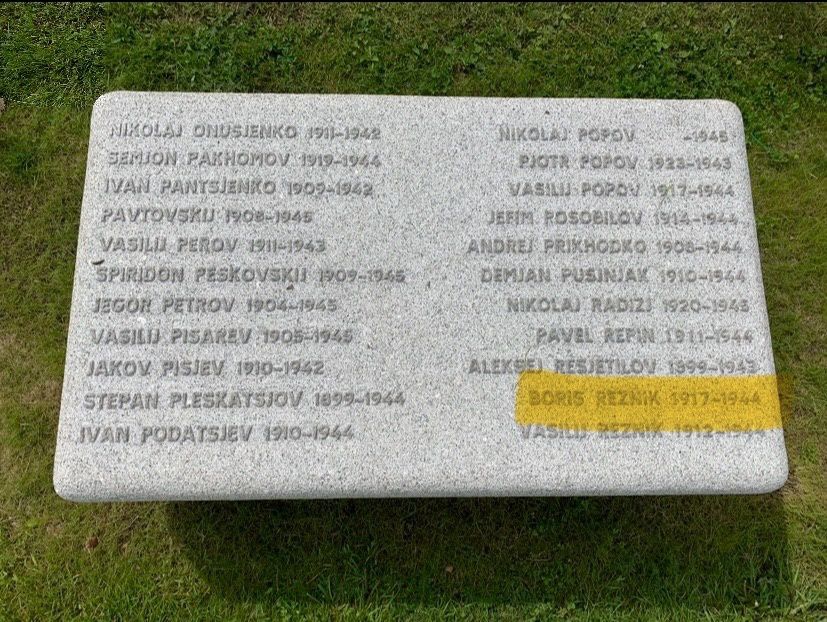 NIKOLAJ ONUSJENKO 1911-1942
SEMJON PAKHOMOV 1919-1944
IVAN PANTSJENKO 1909-1942
PAVTOVSKIJ 1908-1945
VASILIJ PEROV 1911-1943
SPIRIDON PESKOVSKIJ 1909-1945
JEGOR PETROV 1904-1945
VASILIJ PISAREV 1905-1945
JAKOV PISJEV 1910-1942
STEPAN PLESKATSJOV 1899-1944
IVAN PODATSJEV 1910-1944
NIKOLAJ POPOV -1945
PJOTR POPOV 1923-1943
VASILIJ POPOV 1917-1944
JEFIM ROSOBILOV 1914-1944
ANDREJ PRIKHODKO 1908-1944
DEMJAN PUSJNJAK 1910-1944
NIKOLAJ RADIZJ 1920-1945
PAVEL REPIN 1911-1944
ALEKSEJ RESJETILOV 1899-1943
BORIS REZNIK 1917-1944
VASILIJ REZNIK 1912-1944